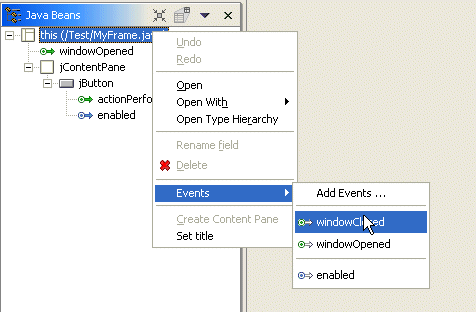 Java Beans
this (/Test/MyFrame.jav
windowOpened
jContentPane
jButton
actionPerfo
enabled
Undo
Redo
Open
Open With
Open Type Hierarchy
Rename field
Delete
Events
Create Content Pane
Set title
Add Events ...
windowClosed
windowOpened
enabled